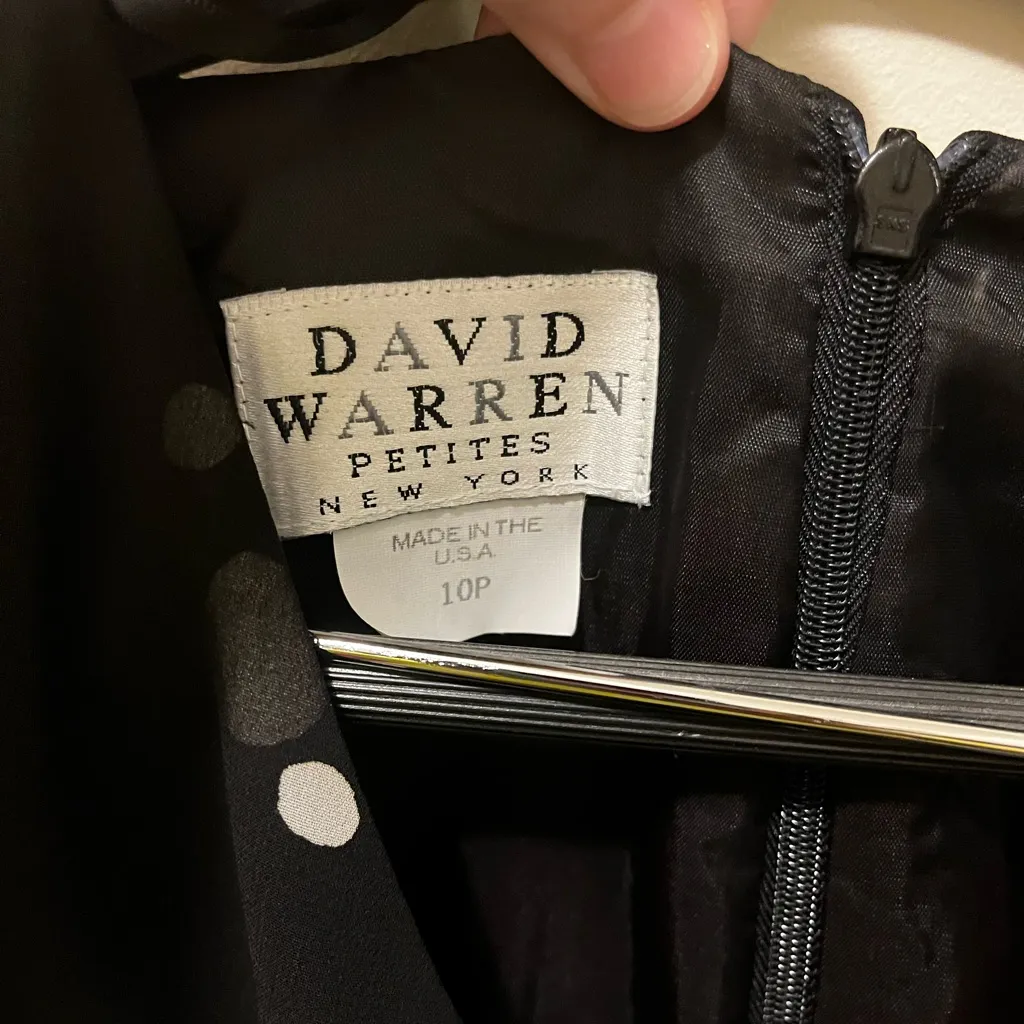 DAVID
WARREN
PETITES
NEW YORK
MADE IN THE
U.S.A.
10P